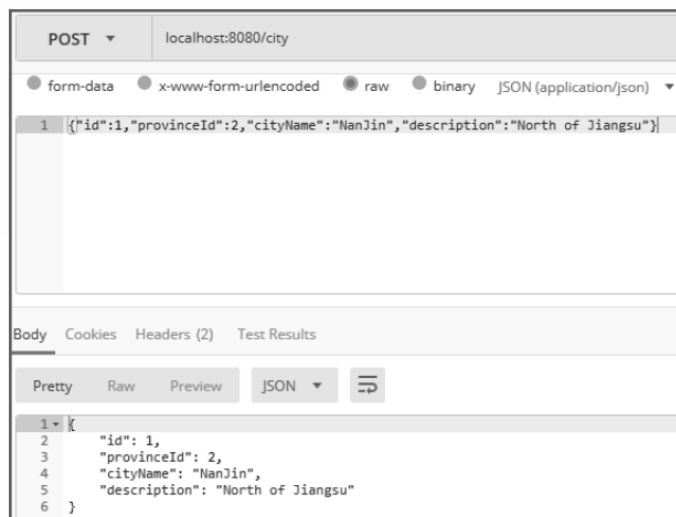 POST localhost:8080/city
form-data x-www-form-urlencoded raw binary JSON (application/json)
1 {"id":1,"provinceId":2,"cityName":"NanJin","description":"North of Jiangsu"}
Body Cookies Headers (2) Test Results
Pretty Raw Preview JSON
1 {
2 "id": 1,
3 "provinceId": 2,
4 "cityName": "NanJin",
5 "description": "North of Jiangsu"
6 }